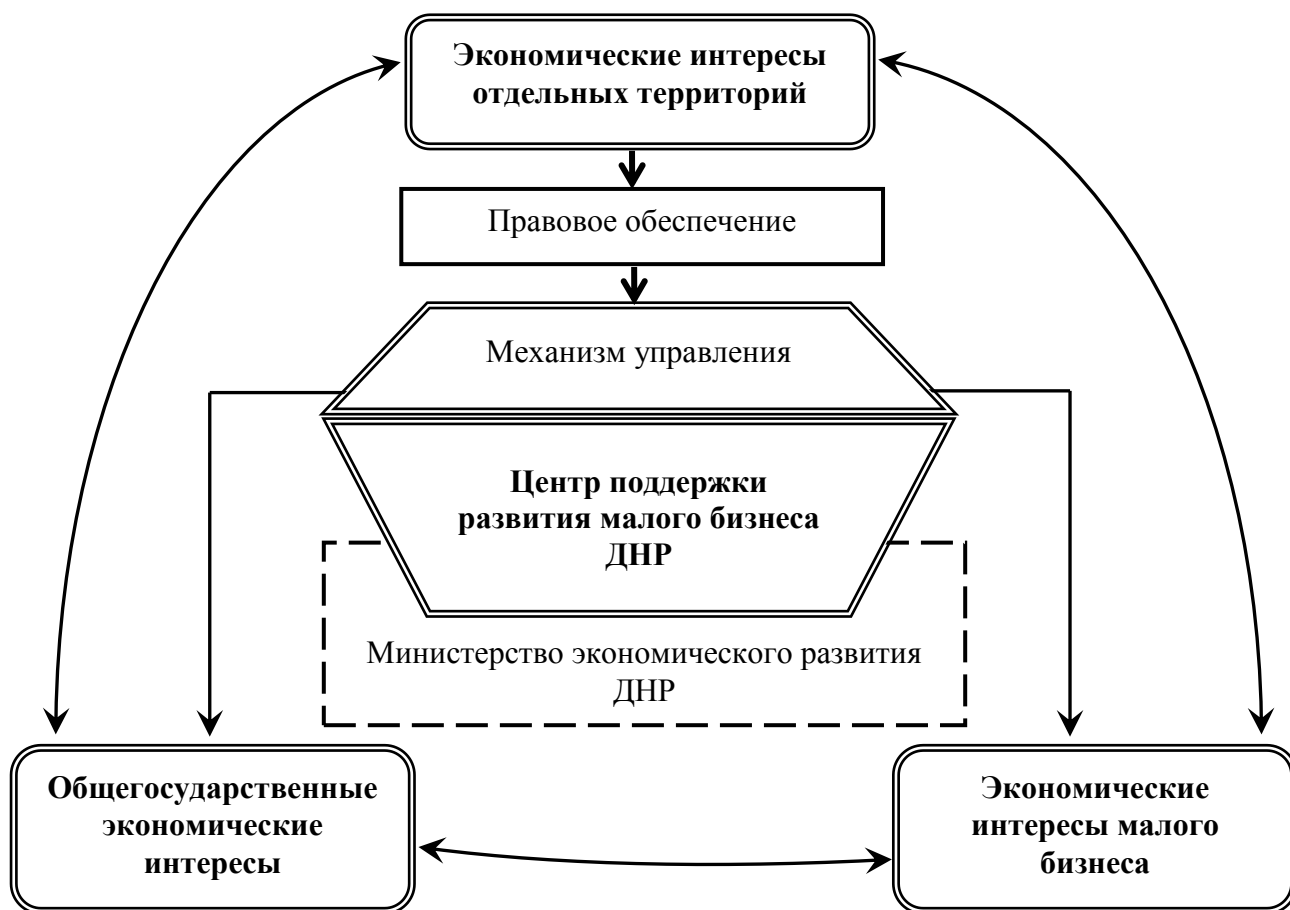 Экономические интересы
отдельных территорий
Правовое обеспечение
Механизм управления
Центр поддержки
развития малого бизнеса
ДНР
Министерство экономического развития
ДНР
Общегосударственные
экономические
интересы
Экономические
интересы малого
бизнеса